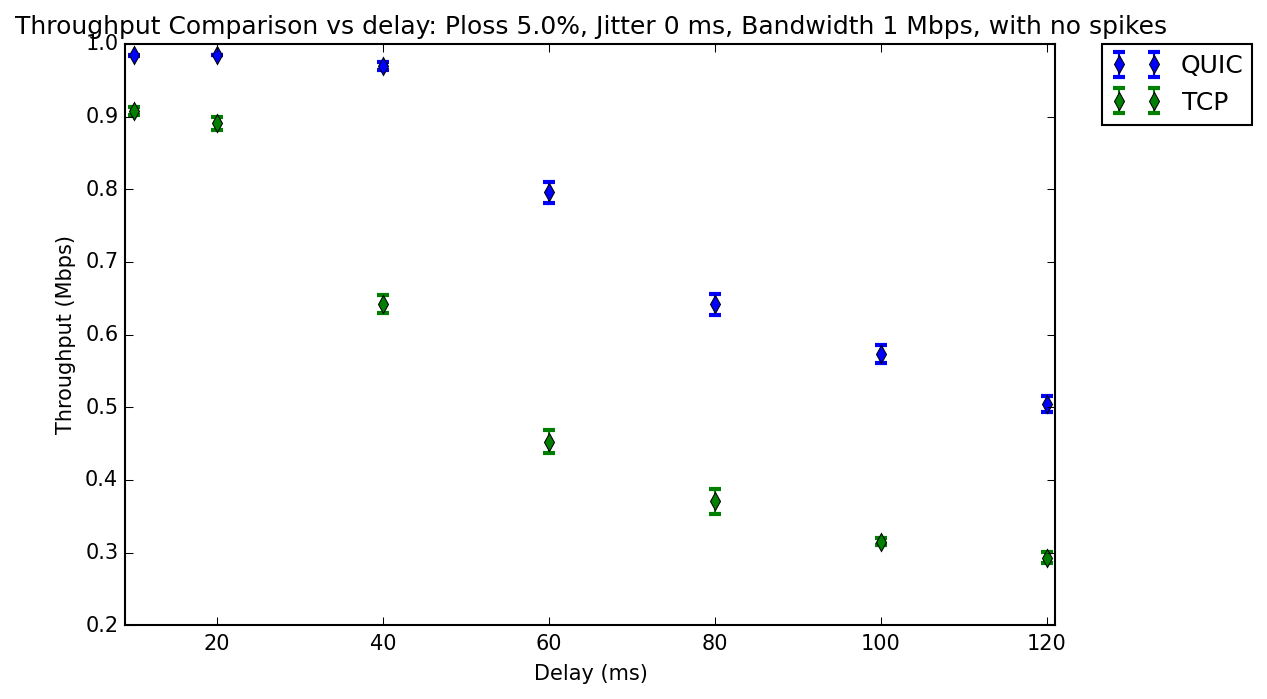 Throughput Comparison vs delay: Ploss 5.0%, Jitter 0 ms, Bandwidth 1 Mbps, with no spikes
QUIC
TCP
1.0
0.9
0.8
0.7
0.6
0.5
0.4
0.3
0.2
Throughput (Mbps)
20 40 60 80 100 120
Delay (ms)